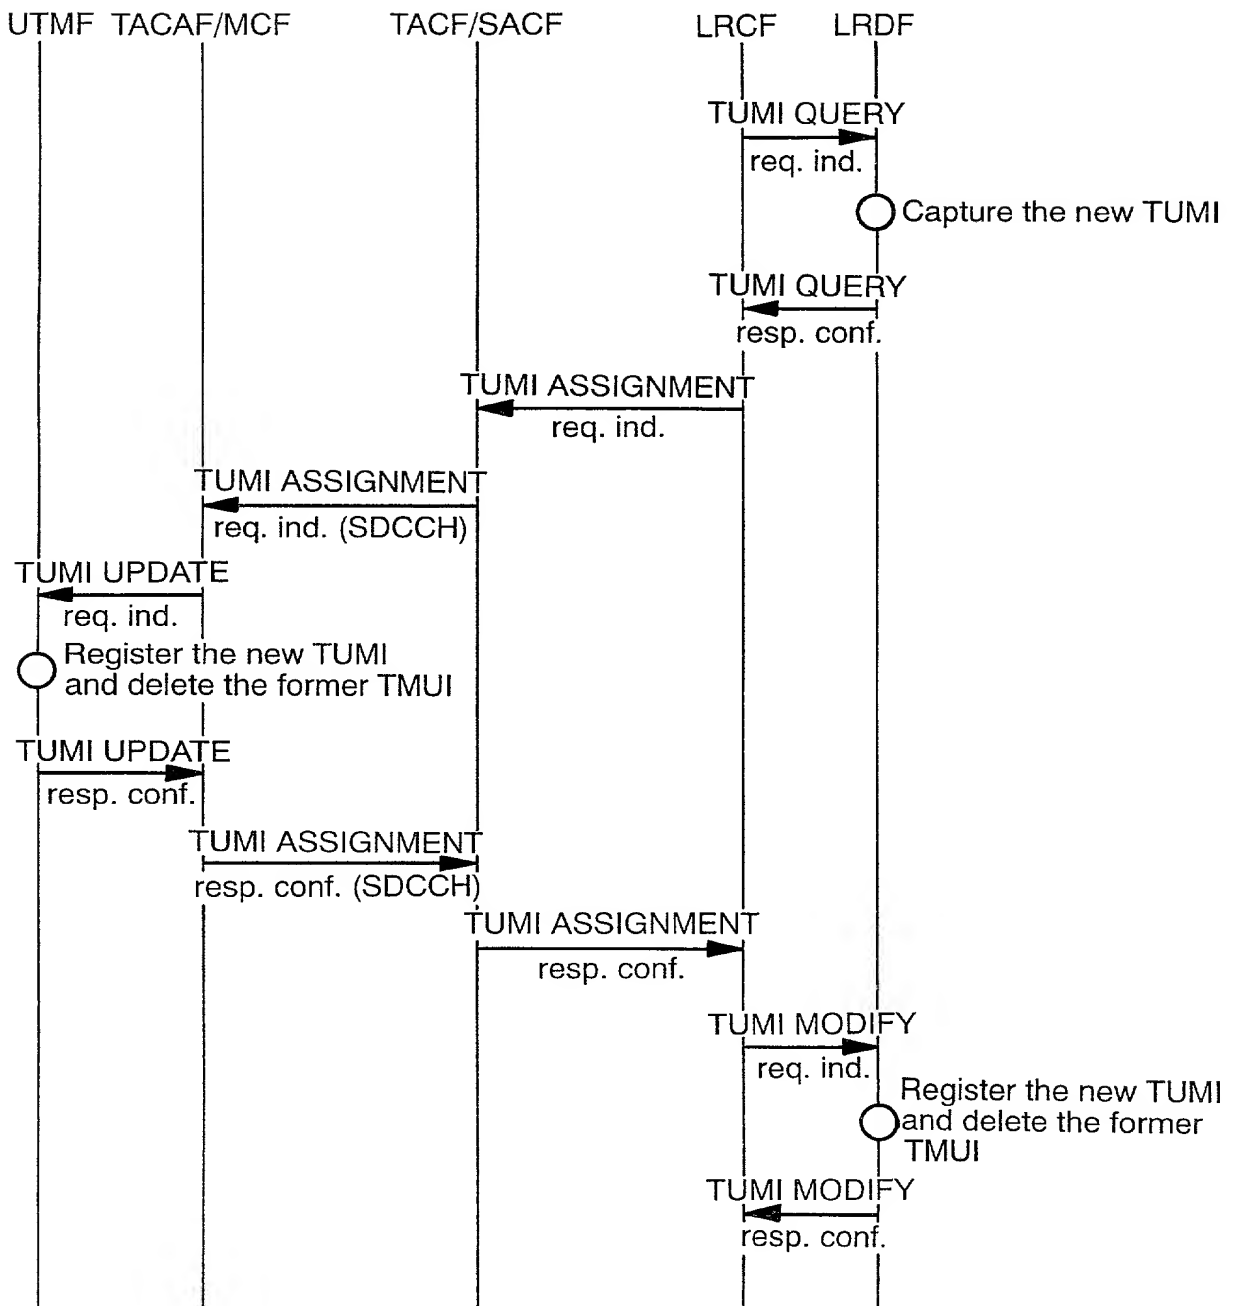 UTMF TACAF/MCF TACF/SACF LRCF LRDF
TUMI QUERY
req. ind.
Capture the new TUMI
TUMI QUERY
resp. conf.
TUMI ASSIGNMENT
req. ind.
TUMI ASSIGNMENT
req. ind. (SDCCH)
TUMI UPDATE
req. ind.
Register the new TUMI
and delete the former TMUI
TUMI UPDATE
resp. conf.
TUMI ASSIGNMENT
resp. conf. (SDCCH)
TUMI ASSIGNMENT
resp. conf.
TUMI MODIFY
req. ind.
Register the new TUMI
and delete the former
TMUI
TUMI MODIFY
resp. conf.